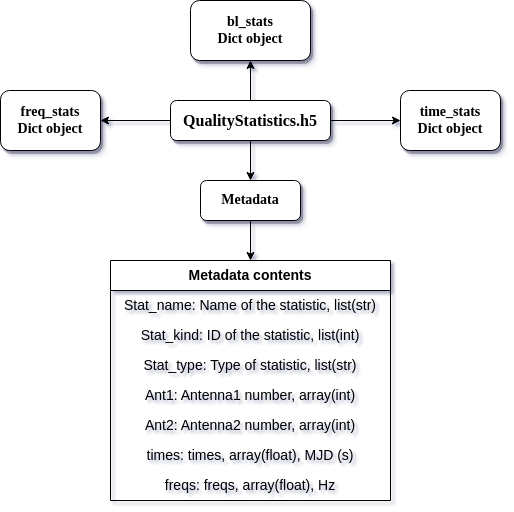 bl_stats
Dict object
freq_stats
Dict object
QualityStatistics.h5
time_stats
Dict object
Metadata
Metadata contents
Stat_name: Name of the statistic, list(str)
Stat_kind: ID of the statistic, list(int)
Stat_type: Type of statistic, list(str)
Ant1: Antenna1 number, array(int)
Ant2: Antenna2 number, array(int)
times: times, array(float), MJD (s)
freqs: freqs, array(float), Hz